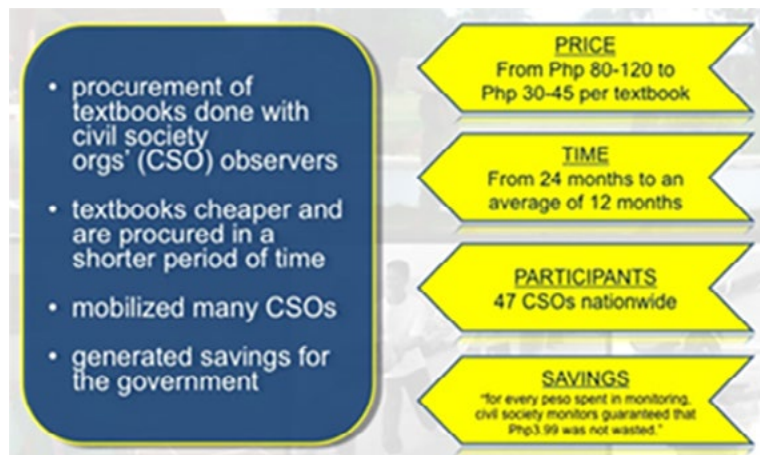 • procurement of
textbooks done with
civil society
orgs' (CSO) observers
• textbooks cheaper and
are procured in a
shorter period of time
• mobilized many CSOs
• generated savings for
the government
PRICE
From Php 80-120 to
Php 30-45 per textbook
TIME
From 24 months to an
average of 12 months
PARTICIPANTS
47 CSOs nationwide
SAVINGS
"for every peso spent in monitoring,
civil society monitors guaranteed that
Php3.99 was not wasted."